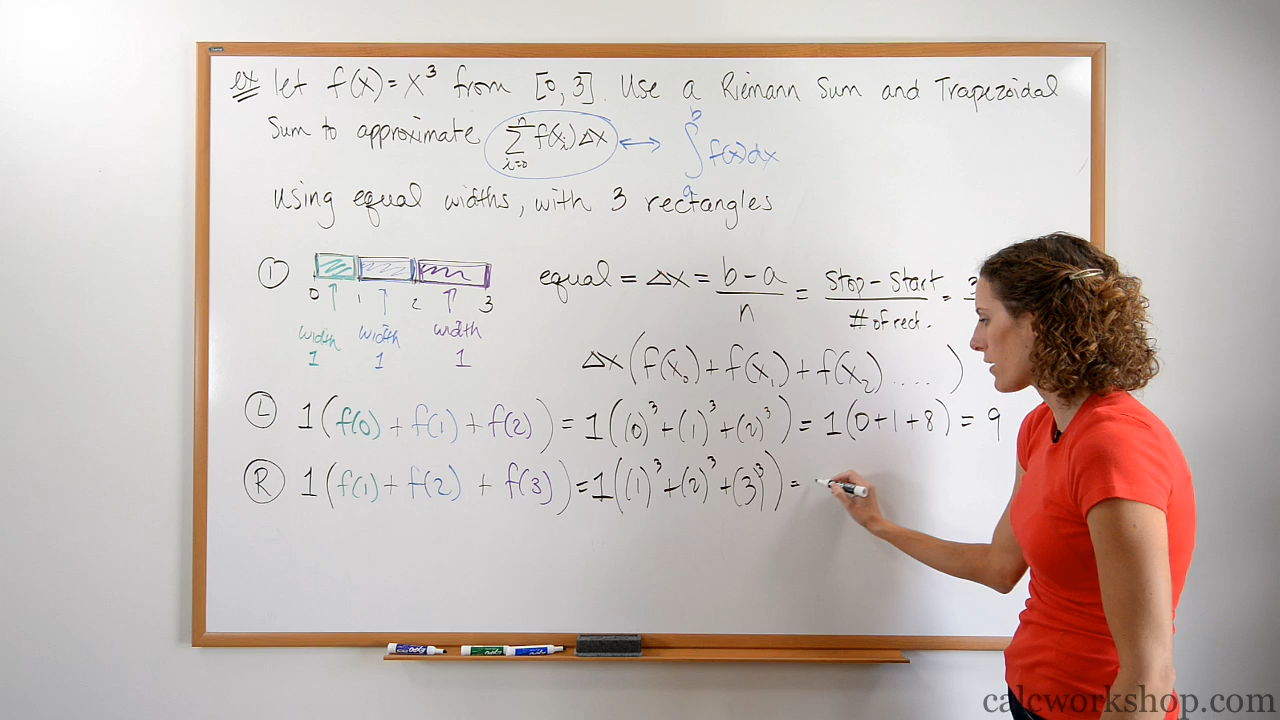 ex let f(x)=x³ from [0,3]. Use a Riemann Sum and Trapezoidal
Sum to approximate n∑i=0 f(xᵢ)Δx ↔ ∫ₐᵇ f(x)dx
Using equal widths, with 3 rectangles
① 0 1 2 3
width width width
1 1 1
equal = Δx = (b-a)/n = (Stop-Start)/(# of rect.) = 3
Δx(f(x₀)+f(x₁)+f(x₂)....)
Ⓛ 1(f(0)+f(1)+f(2)) = 1((0)³+(1)³+(2)³) = 1(0+1+8) = 9
Ⓡ 1(f(1)+f(2)+f(3)) = 1((1)³+(2)³+(3)³) =
calcworkshop.com